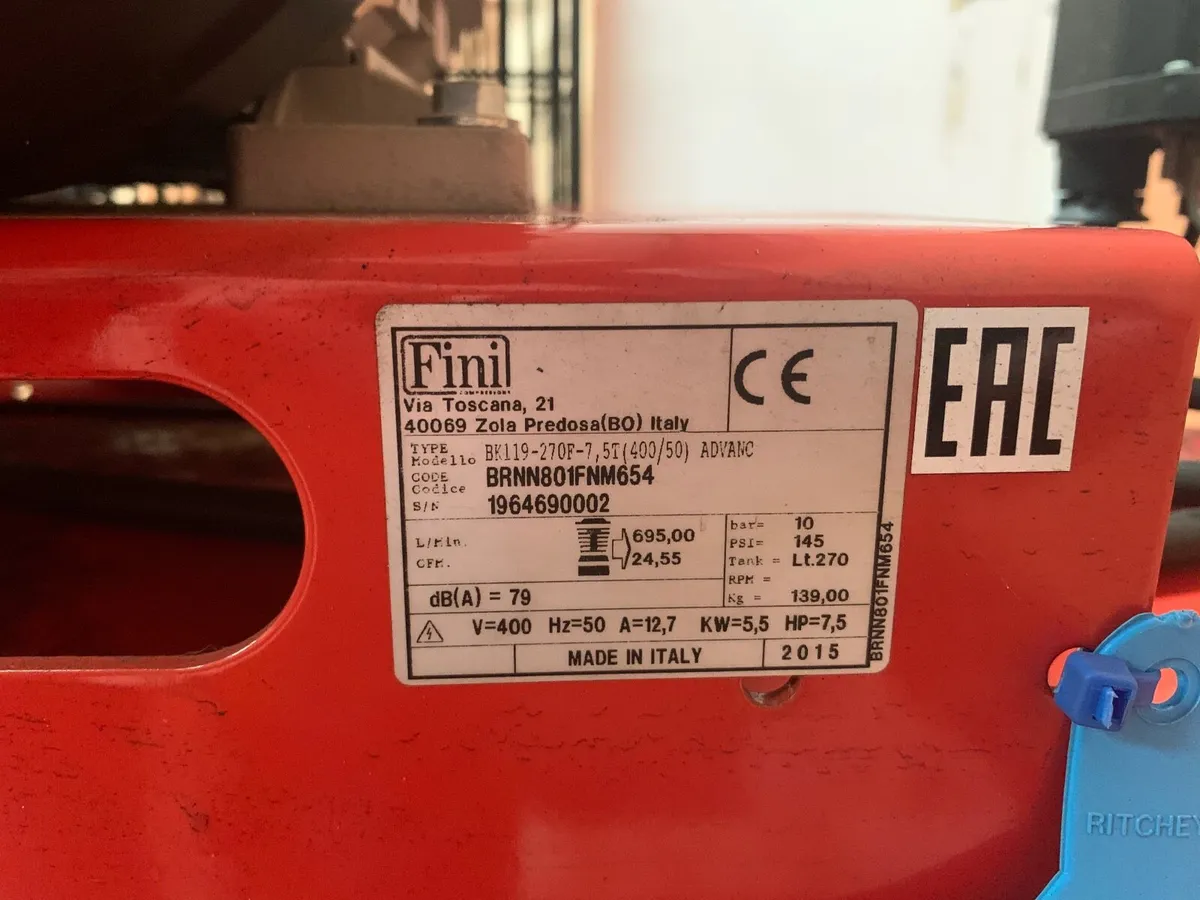 Fini
CE
Via Toscana, 21
40069 Zola Predosa(BO) Italy
TYPE
Modello BK119-270F-7,5T(400/50) ADVANC
CODE
Codice BRNN801FNM654
S/N 1964690002
L/Min. 695,00
CFM. 24,55
bar= 10
PSI= 145
Tank = Lt.270
RPM =
Kg = 139,00
dB(A) = 79
V=400 Hz=50 A=12,7 KW=5,5 HP=7,5
MADE IN ITALY 2015
BRNN801FNM654
EAC
RITCHEY